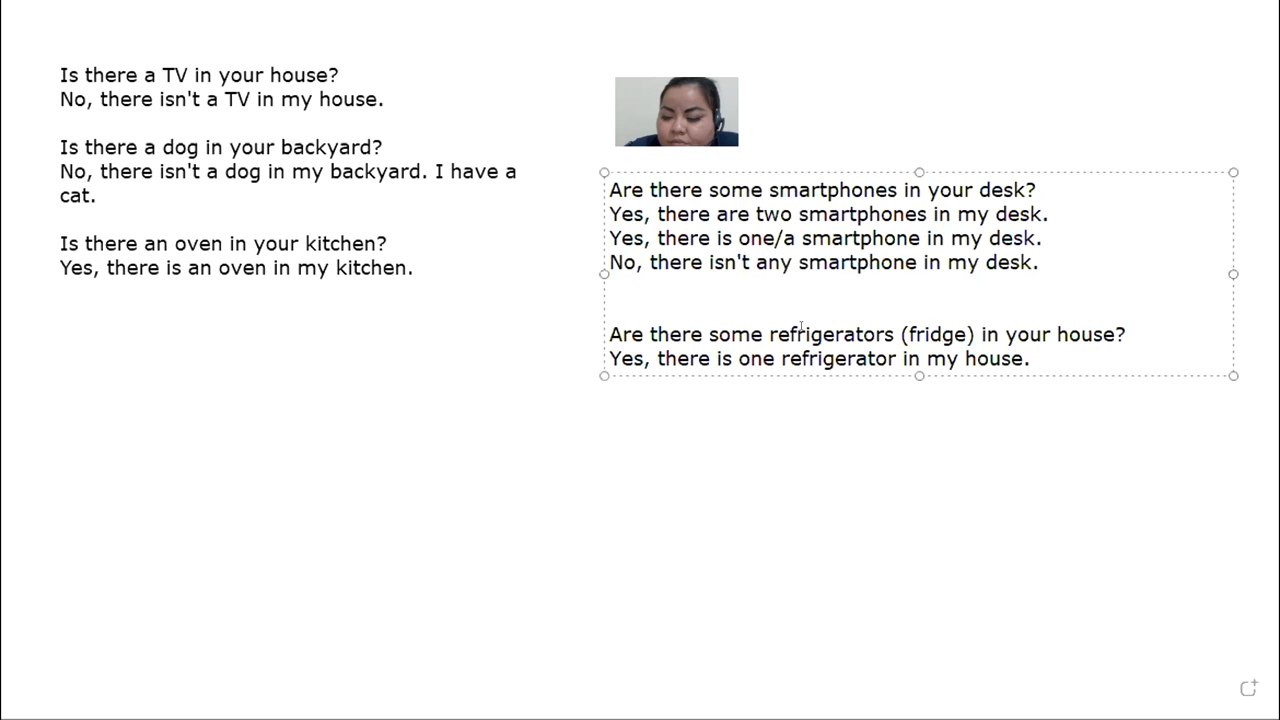 Is there a TV in your house?
No, there isn't a TV in my house.
Is there a dog in your backyard?
No, there isn't a dog in my backyard. I have a
cat.
Is there an oven in your kitchen?
Yes, there is an oven in my kitchen.
Are there some smartphones in your desk?
Yes, there are two smartphones in my desk.
Yes, there is one/a smartphone in my desk.
No, there isn't any smartphone in my desk.
Are there some refrigerators (fridge) in your house?
Yes, there is one refrigerator in my house.